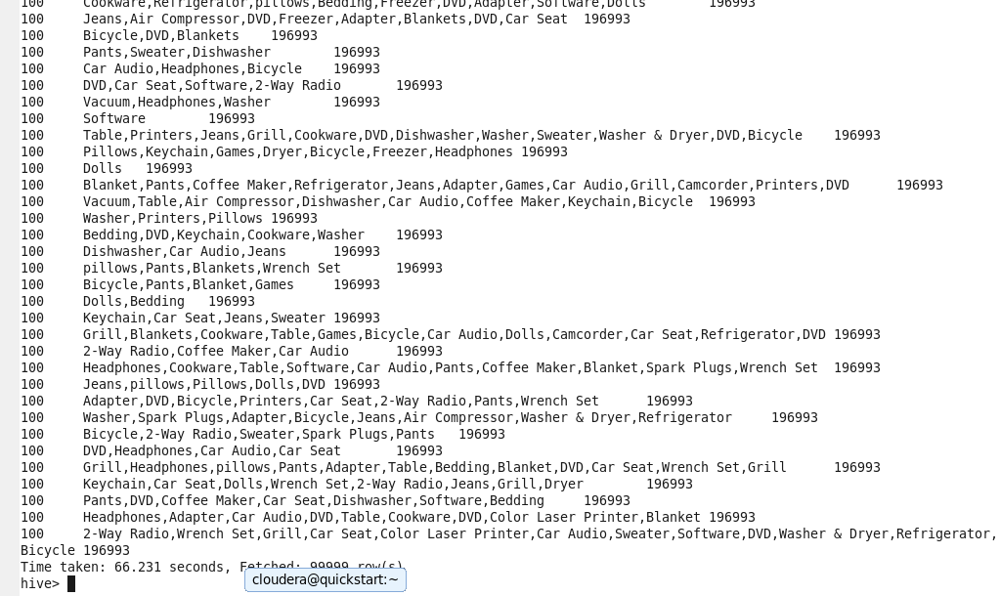 100 Cookware,Refrigerator,pillows,Bedding,Freezer,DVD,Adapter,Software,Dolls 196993
100 Jeans,Air Compressor,DVD,Freezer,Adapter,Blankets,DVD,Car Seat 196993
100 Bicycle,DVD,Blankets 196993
100 Pants,Sweater,Dishwasher 196993
100 Car Audio,Headphones,Bicycle 196993
100 DVD,Car Seat,Software,2-Way Radio 196993
100 Vacuum,Headphones,Washer 196993
100 Software 196993
100 Table,Printers,Jeans,Grill,Cookware,DVD,Dishwasher,Washer,Sweater,Washer & Dryer,DVD,Bicycle 196993
100 Pillows,Keychain,Games,Dryer,Bicycle,Freezer,Headphones 196993
100 Dolls 196993
100 Blanket,Pants,Coffee Maker,Refrigerator,Jeans,Adapter,Games,Car Audio,Grill,Camcorder,Printers,DVD 196993
100 Vacuum,Table,Air Compressor,Dishwasher,Car Audio,Coffee Maker,Keychain,Bicycle 196993
100 Washer,Printers,Pillows 196993
100 Bedding,DVD,Keychain,Cookware,Washer 196993
100 Dishwasher,Car Audio,Jeans 196993
100 pillows,Pants,Blankets,Wrench Set 196993
100 Bicycle,Pants,Blanket,Games 196993
100 Dolls,Bedding 196993
100 Keychain,Car Seat,Jeans,Sweater 196993
100 Grill,Blankets,Cookware,Table,Games,Bicycle,Car Audio,Dolls,Camcorder,Car Seat,Refrigerator,DVD 196993
100 2-Way Radio,Coffee Maker,Car Audio 196993
100 Headphones,Cookware,Table,Software,Car Audio,Pants,Coffee Maker,Blanket,Spark Plugs,Wrench Set 196993
100 Jeans,pillows,Pillows,Dolls,DVD 196993
100 Adapter,DVD,Bicycle,Printers,Car Seat,2-Way Radio,Pants,Wrench Set 196993
100 Washer,Spark Plugs,Adapter,Bicycle,Jeans,Air Compressor,Washer & Dryer,Refrigerator 196993
100 Bicycle,2-Way Radio,Sweater,Spark Plugs,Pants 196993
100 DVD,Headphones,Car Audio,Car Seat 196993
100 Grill,Headphones,pillows,Pants,Adapter,Table,Bedding,Blanket,DVD,Car Seat,Wrench Set,Grill 196993
100 Keychain,Car Seat,Dolls,Wrench Set,2-Way Radio,Jeans,Grill,Dryer 196993
100 Pants,DVD,Coffee Maker,Car Seat,Dishwasher,Software,Bedding 196993
100 Headphones,Adapter,Car Audio,DVD,Table,Cookware,DVD,Color Laser Printer,Blanket 196993
100 2-Way Radio,Wrench Set,Grill,Car Seat,Color Laser Printer,Car Audio,Sweater,Software,DVD,Washer & Dryer,Refrigerator,
Bicycle 196993
Time taken: 66.231 seconds, Fetched: 99999 row(s)
hive>
cloudera@quickstart:~